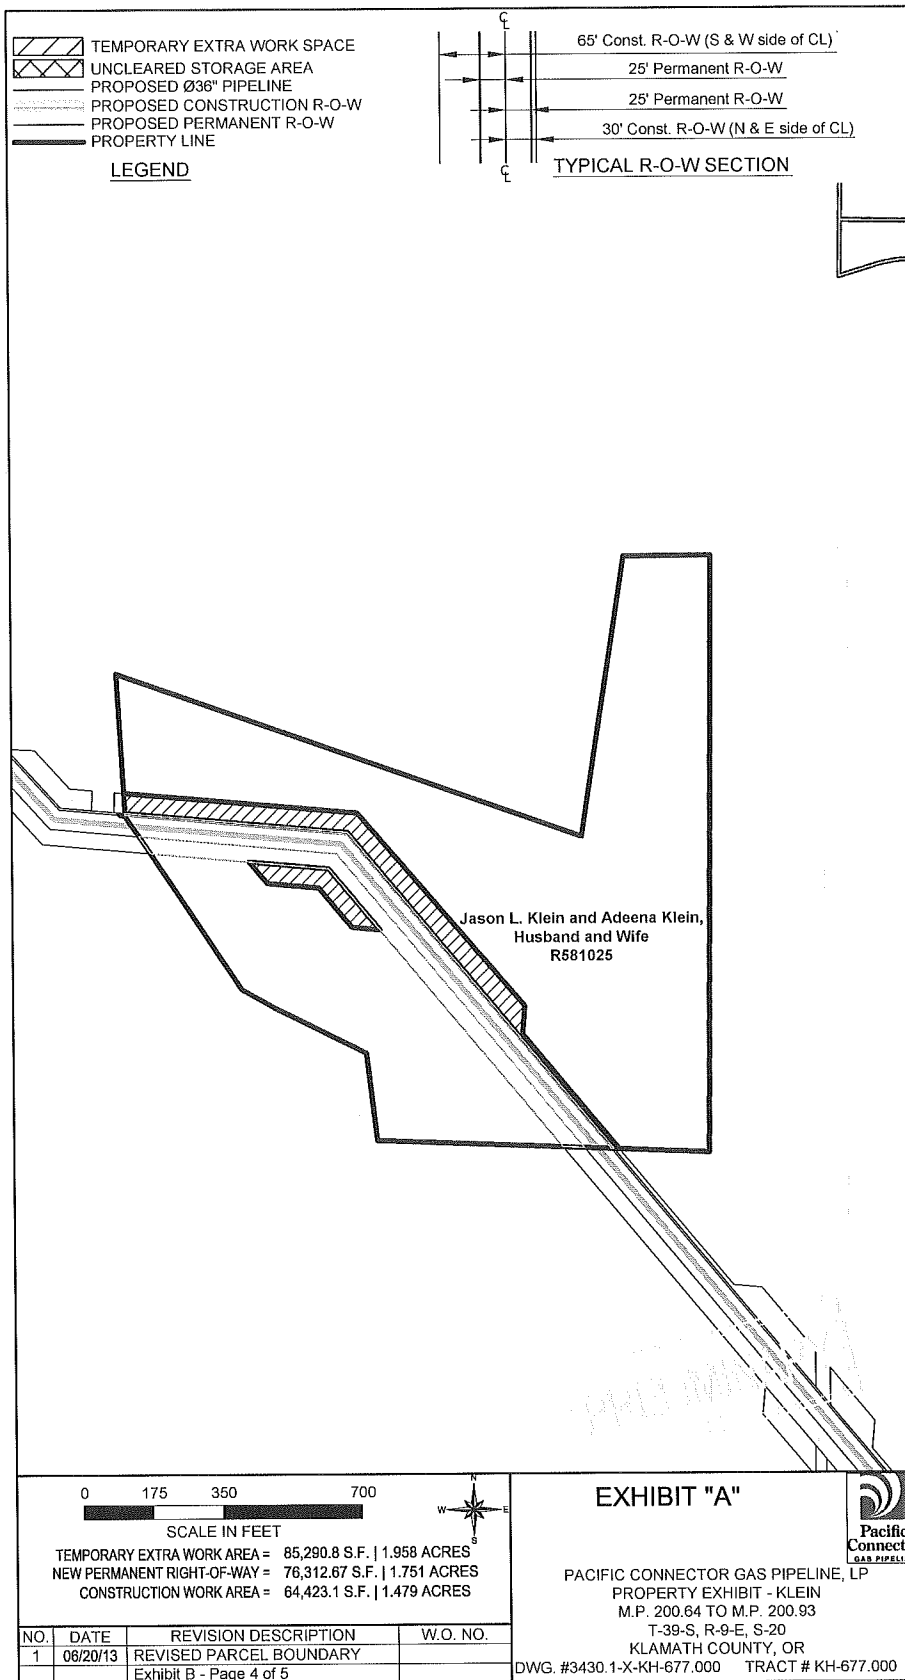 TEMPORARY EXTRA WORK SPACE
UNCLEARED STORAGE AREA
PROPOSED Ø36" PIPELINE
PROPOSED CONSTRUCTION R-O-W
PROPOSED PERMANENT R-O-W
PROPERTY LINE
LEGEND
℄
65' Const. R-O-W (S & W side of CL)
25' Permanent R-O-W
25' Permanent R-O-W
30' Const. R-O-W (N & E side of CL)
℄
TYPICAL R-O-W SECTION
Jason L. Klein and Adeena Klein,
Husband and Wife
R581025
0 175 350 700
SCALE IN FEET
N
W E
S
TEMPORARY EXTRA WORK AREA = 85,290.8 S.F. | 1.958 ACRES
NEW PERMANENT RIGHT-OF-WAY = 76,312.67 S.F. | 1.751 ACRES
CONSTRUCTION WORK AREA = 64,423.1 S.F. | 1.479 ACRES
NO. DATE REVISION DESCRIPTION W.O. NO.
1 06/20/13 REVISED PARCEL BOUNDARY
Exhibit B - Page 4 of 5
EXHIBIT "A"
Pacific
Connect
GAS PIPELI
PACIFIC CONNECTOR GAS PIPELINE, LP
PROPERTY EXHIBIT - KLEIN
M.P. 200.64 TO M.P. 200.93
T-39-S, R-9-E, S-20
KLAMATH COUNTY, OR
DWG. #3430.1-X-KH-677.000 TRACT # KH-677.000